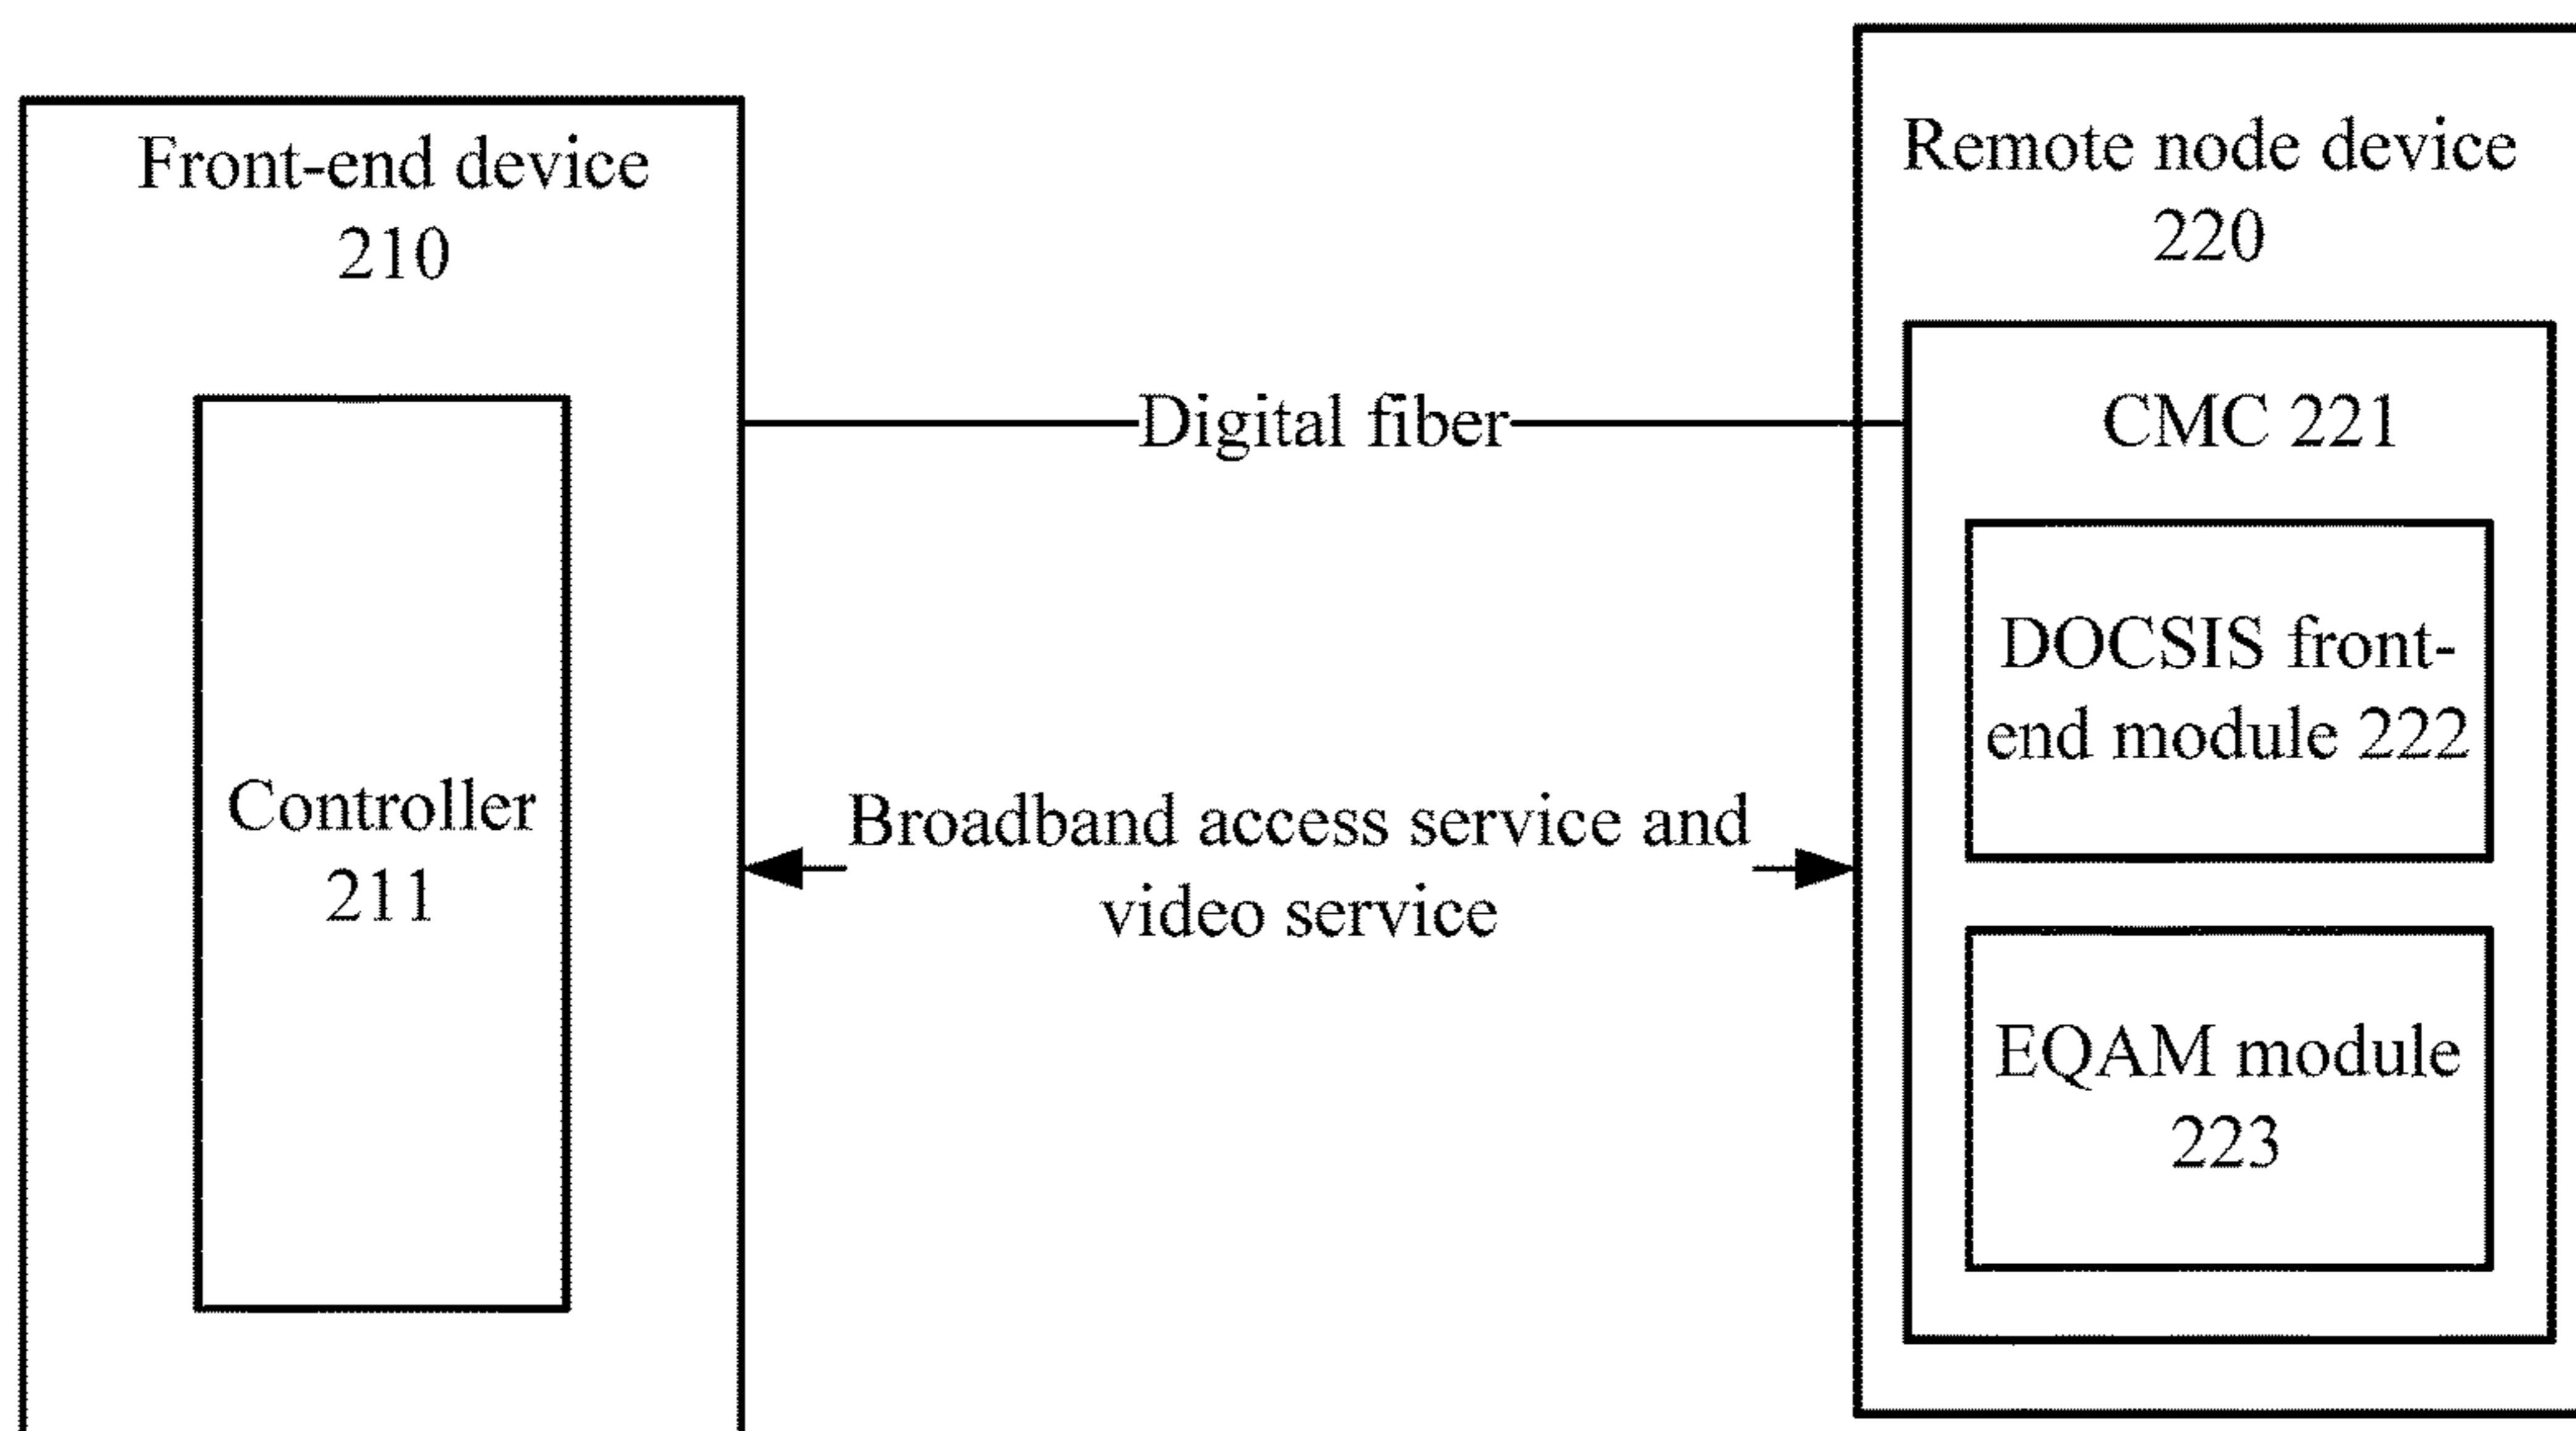 Front-end device
210
Controller
211
Digital fiber
Broadband access service and
video service
Remote node device
220
CMC 221
DOCSIS front-
end module 222
EQAM module
223